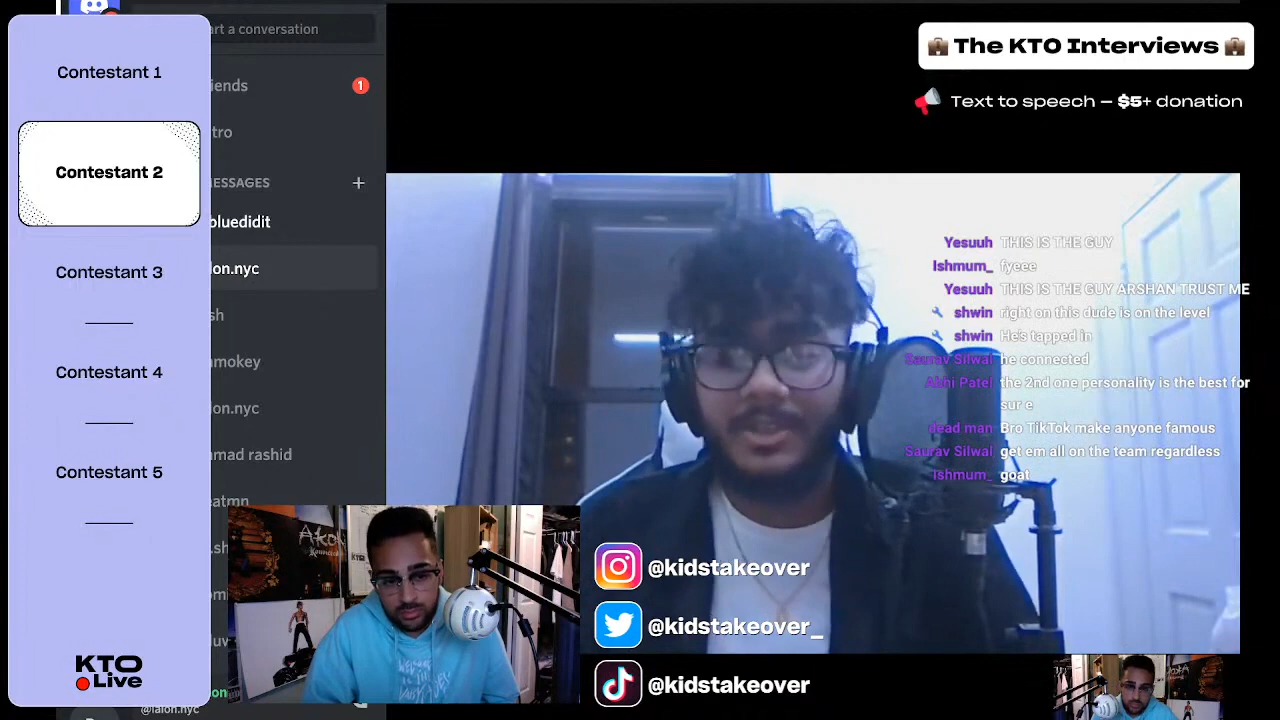 Contestant 1
Contestant 2
Contestant 3
Contestant 4
Contestant 5
KTO
Live
art a conversation
iends
1
tro
ESSAGES +
bluedidit
lon.nyc
sh
mokey
lon.nyc
mad rashid
eatmn
@lalon.nyc
The KTO Interviews
Text to speech – $5+ donation
Yesuuh THIS IS THE GUY
Ishmum_ fyeee
Yesuuh THIS IS THE GUY ARSHAN TRUST ME
shwin right on this dude is on the level
shwin He's tapped in
Saurav Silwal he connected
Abhi Patel the 2nd one personality is the best for
sur e
dead man Bro TikTok make anyone famous
Saurav Silwal get em all on the team regardless
Ishmum_ goat
@kidstakeover
@kidstakeover_
@kidstakeover